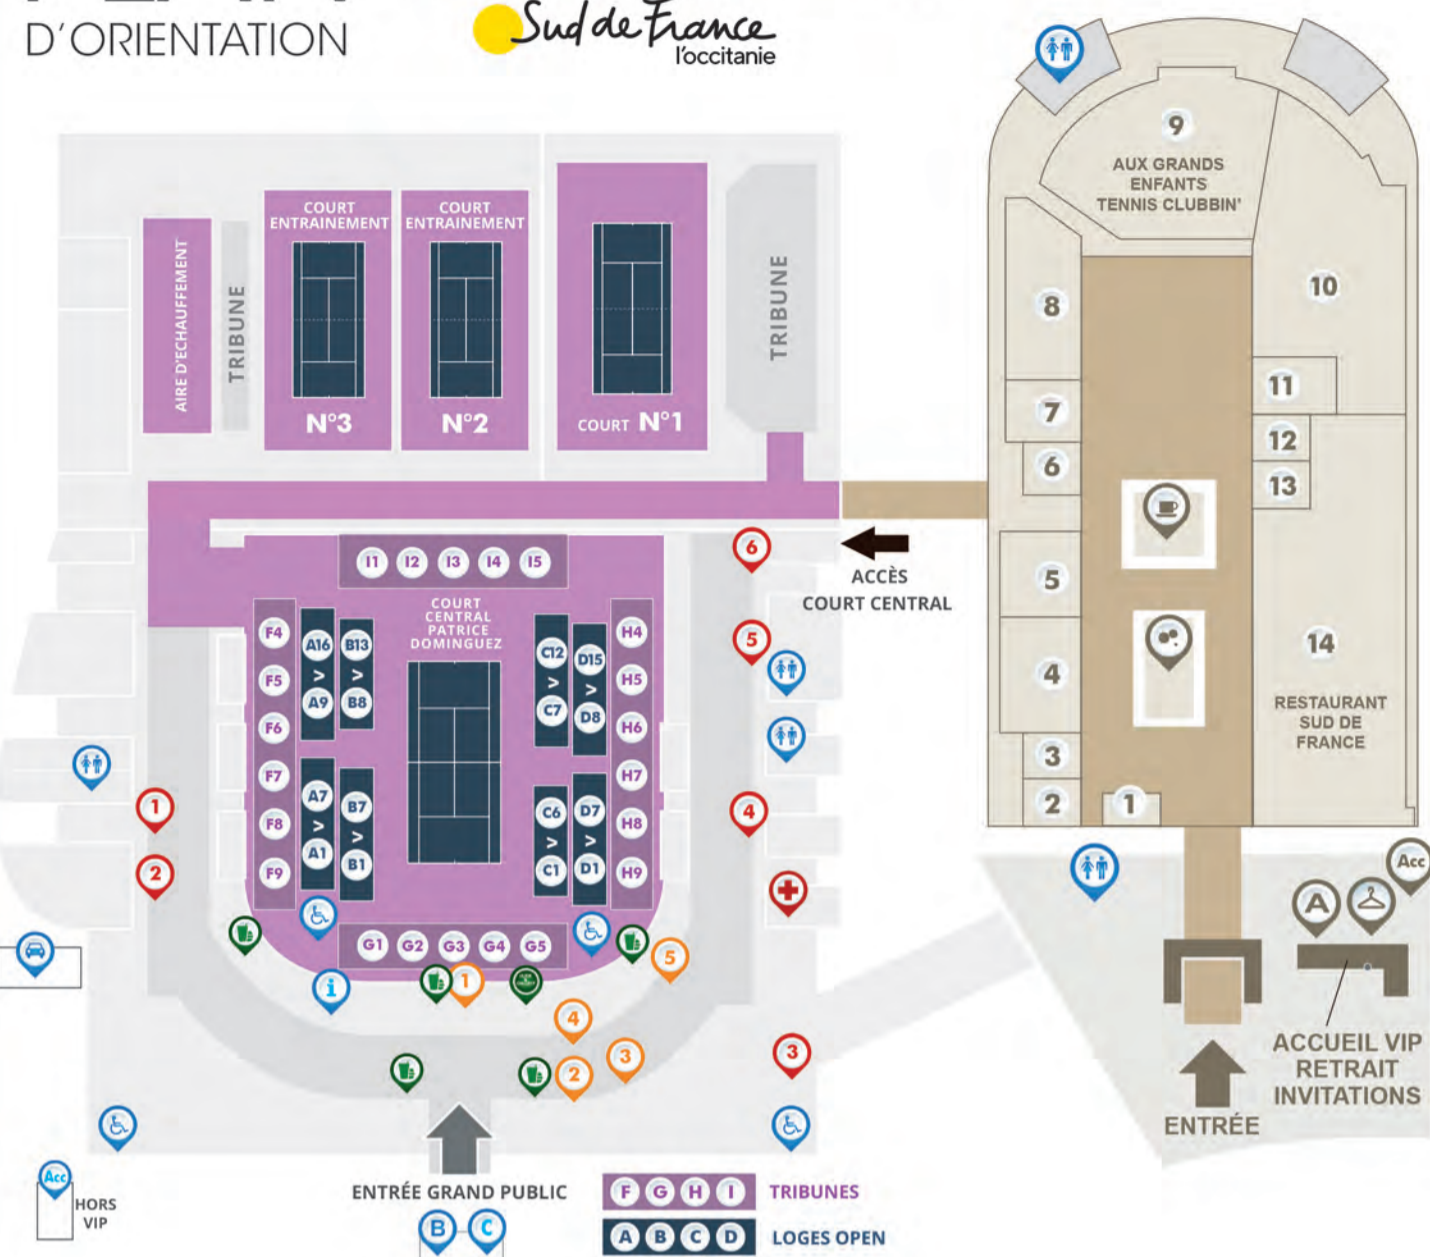 D'ORIENTATION
Sud de France
l'occitanie
AIRE D'ECHAUFFEMENT
TRIBUNE
COURT
ENTRAINEMENT
N°3
COURT
ENTRAINEMENT
N°2
COURT N°1
TRIBUNE
I1 I2 I3 I4 I5
COURT
CENTRAL
PATRICE
DOMINGUEZ
F4
F5
F6
F7
F8
F9
A16
>
A9
B13
>
B8
A7
>
A1
B7
>
B1
C12
>
C7
D15
>
D8
C6
>
C1
D7
>
D1
H4
H5
H6
H7
H8
H9
G1 G2 G3 G4 G5
1
2
6
5
4
3
i
1
5
4
3
2
ACCÈS
COURT CENTRAL
9
AUX GRANDS
ENFANTS
TENNIS CLUBBIN'
8
7
6
5
4
3
2
1
10
11
12
13
14
RESTAURANT
SUD DE
FRANCE
A
Acc
ACCUEIL VIP
RETRAIT
INVITATIONS
ENTRÉE
Acc
HORS
VIP
ENTRÉE GRAND PUBLIC
B C
F G H I TRIBUNES
A B C D LOGES OPEN